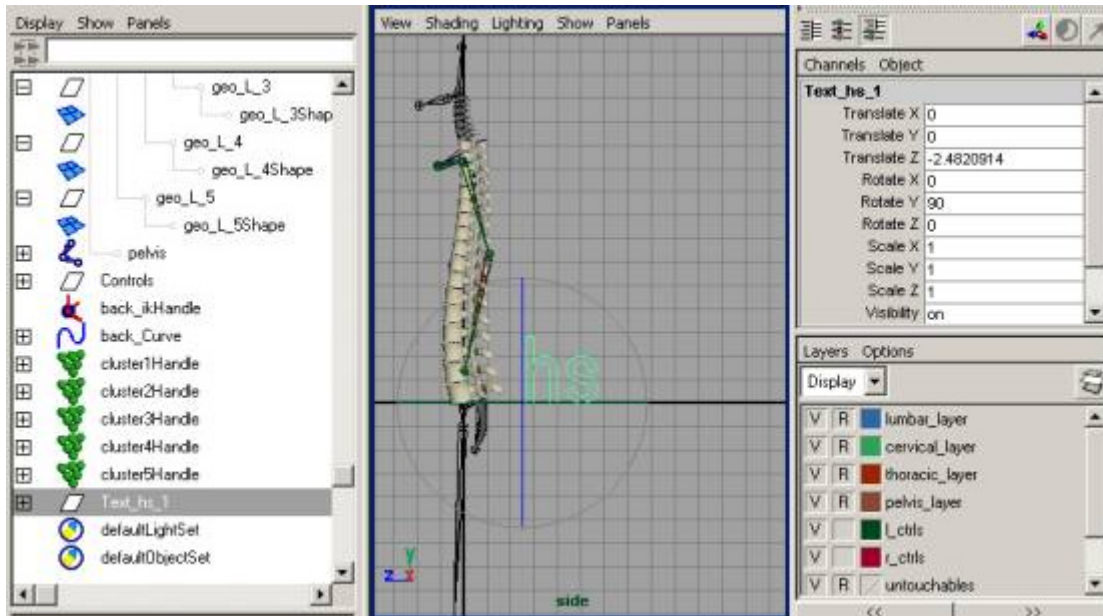 Display Show Panels
geo_L_3
geo_L_3Shap
geo_L_4
geo_L_4Shape
geo_L_5
geo_L_5Shape
pelvis
Controls
back_ikHandle
back_Curve
cluster1Handle
cluster2Handle
cluster3Handle
cluster4Handle
cluster5Handle
Text_hs_1
defaultLightSet
defaultObjectSet
View Shading Lighting Show Panels
hs
y
z x
side
Channels Object
Text_hs_1
Translate X 0
Translate Y 0
Translate Z -2.4820914
Rotate X 0
Rotate Y 90
Rotate Z 0
Scale X 1
Scale Y 1
Scale Z 1
Visibility on
Layers Options
Display
V R lumbar_layer
V R cervical_layer
V R thoracic_layer
V R pelvis_layer
V l_ctrls
V r_ctrls
V R untouchables
<< >>